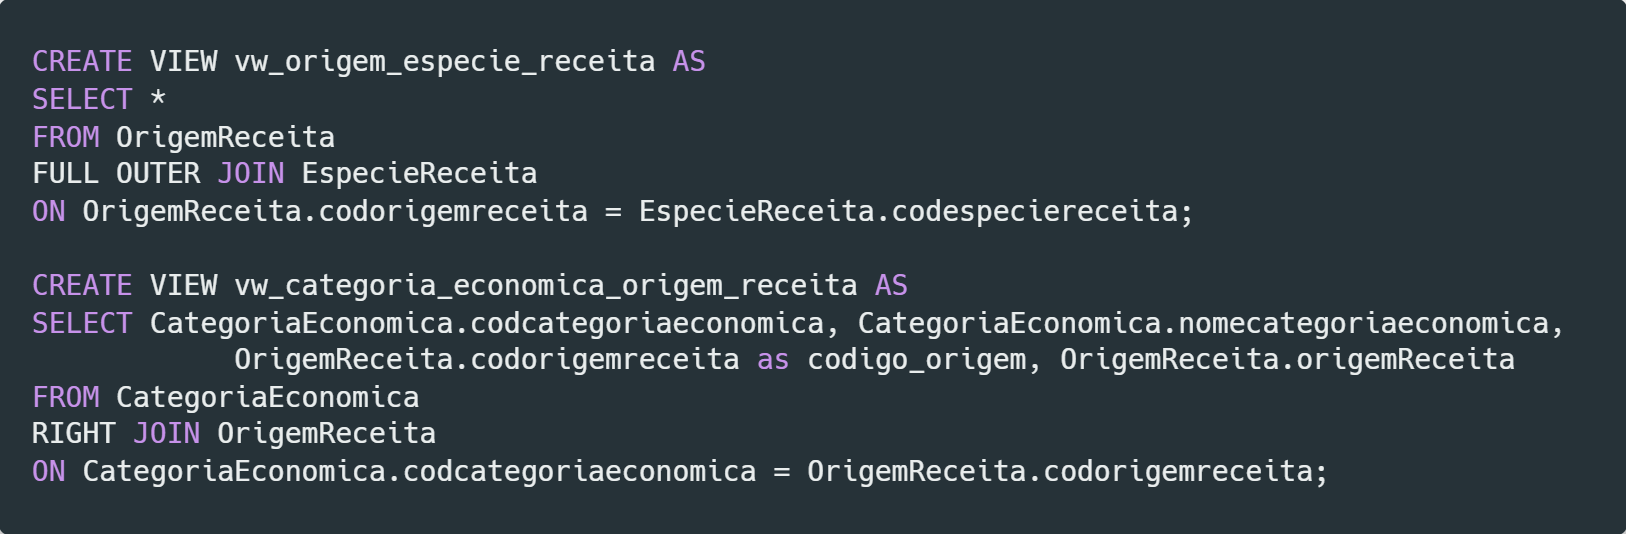 CREATE VIEW vw_origem_especie_receita AS
SELECT *
FROM OrigemReceita
FULL OUTER JOIN EspecieReceita
ON OrigemReceita.codorigemreceita = EspecieReceita.codespeciereceita;
CREATE VIEW vw_categoria_economica_origem_receita AS
SELECT CategoriaEconomica.codcategoriaeconomica, CategoriaEconomica.nomecategoriaeconomica,
OrigemReceita.codorigemreceita as codigo_origem, OrigemReceita.origemReceita
FROM CategoriaEconomica
RIGHT JOIN OrigemReceita
ON CategoriaEconomica.codcategoriaeconomica = OrigemReceita.codorigemreceita;